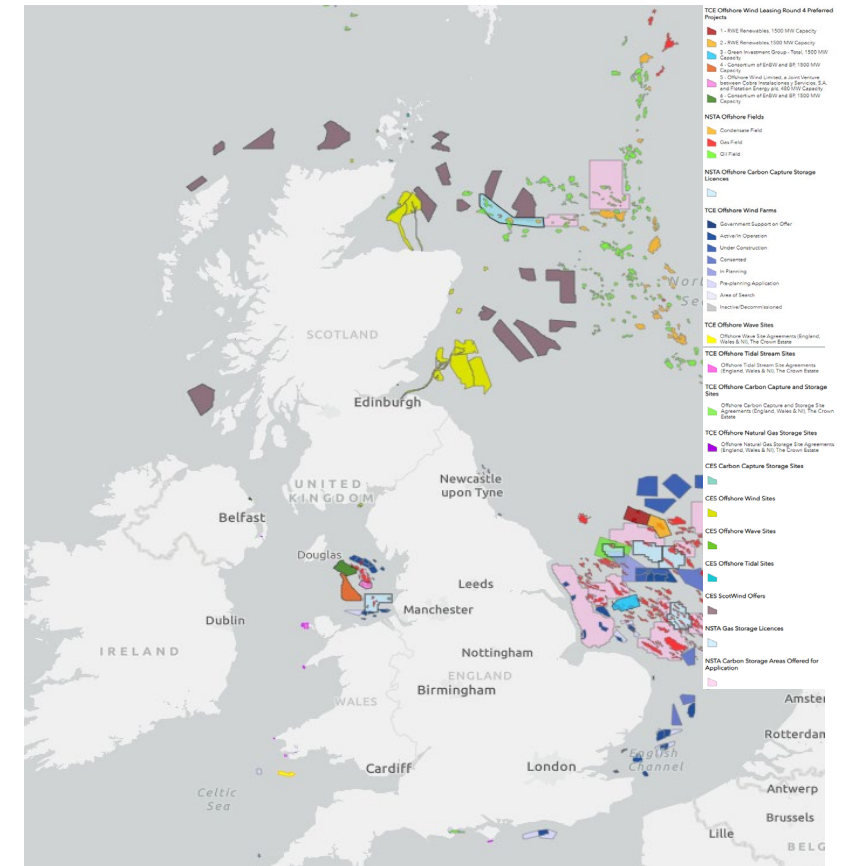 TCE Offshore Wind Leasing Round 4 Preferred
Projects
1 - RWE Renewables, 1500 MW
Capacity
2 - RWE Renewables, 1500 MW
Capacity
3 - Green Investment Group - Total, 1500 MW
Capacity
4 - Consortium of EnBW and BP, 1500 MW
Capacity
5 - Offshore Wind Limited, a Joint Venture
between Cobra Instalaciones y Servicios, S.A.
and Flotation Energy plc, 480 MW Capacity
6 - Consortium of EnBW and BP, 1500 MW
Capacity
NSTA Offshore Fields
Condensate Field
Gas Field
Oil Field
NSTA Offshore Carbon Capture Storage
Licences
TCE Offshore Wind Farms
Government Support on Offer
Active/In Operation
Under Construction
Consented
In Planning
Pre-planning Application
Area of Search
Inactive/Decommissioned
TCE Offshore Wave Sites
Offshore Wave Site Agreements (England,
Wales & NI), The Crown Estate
TCE Offshore Tidal Stream Sites
Offshore Tidal Stream Site Agreements
(England, Wales & NI), The Crown Estate
TCE Offshore Carbon Capture and Storage
Sites
Offshore Carbon Capture and Storage Site
Agreements (England, Wales & NI), The Crown
Estate
TCE Offshore Natural Gas Storage Sites
Offshore Natural Gas Storage Site Agreements
(England, Wales & NI), The Crown Estate
CES Carbon Capture Storage Sites
CES Offshore Wind Sites
CES Offshore Wave Sites
CES Offshore Tidal Sites
CES ScotWind Offers
NSTA Gas Storage Licences
NSTA Carbon Storage Areas Offered for
Application
Nor
Se
SCOTLAND
Edinburgh
UNITED
KINGDOM
Newcastle
upon Tyne
Belfast
Douglas
Leeds
Manchester
Dublin
IRELAND
Nottingham
ENGLAND
Birmingham
WALES
Amster
Rotterdam
English
Channel
London
Cardiff
Celtic
Sea
Antwerp
Brussels
Lille
BELG